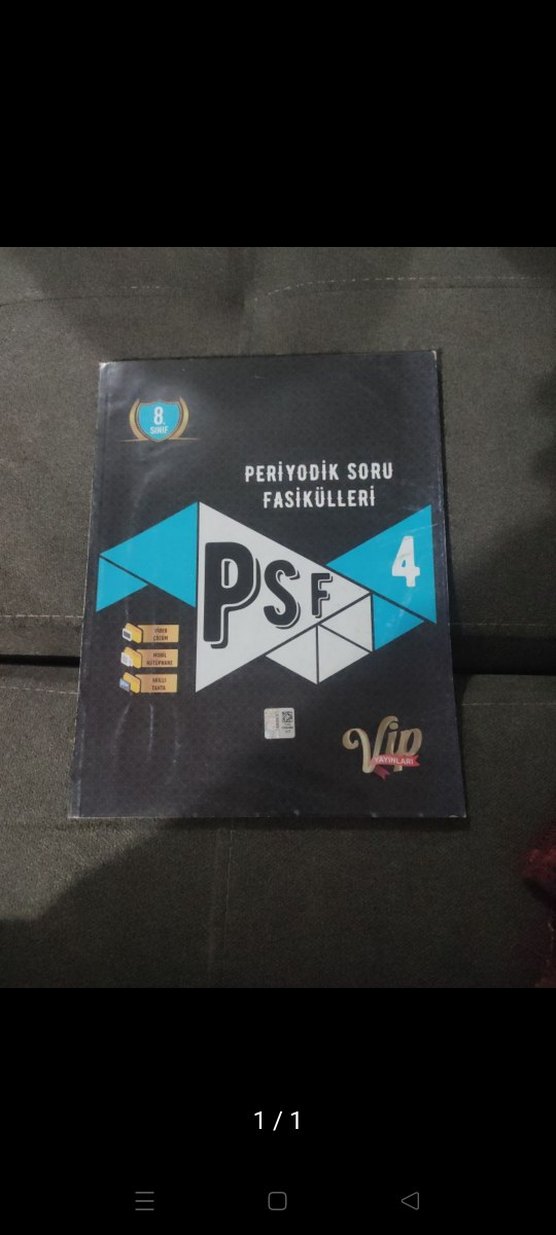 8.
SINIF
PERİYODİK SORU
FASİKÜLLERİ
4
PSF
VİDEO
ÇÖZÜM
MOBİL
KÜTÜPHANE
AKILLI
TAHTA
Vip
YAYINLARI
1 / 1